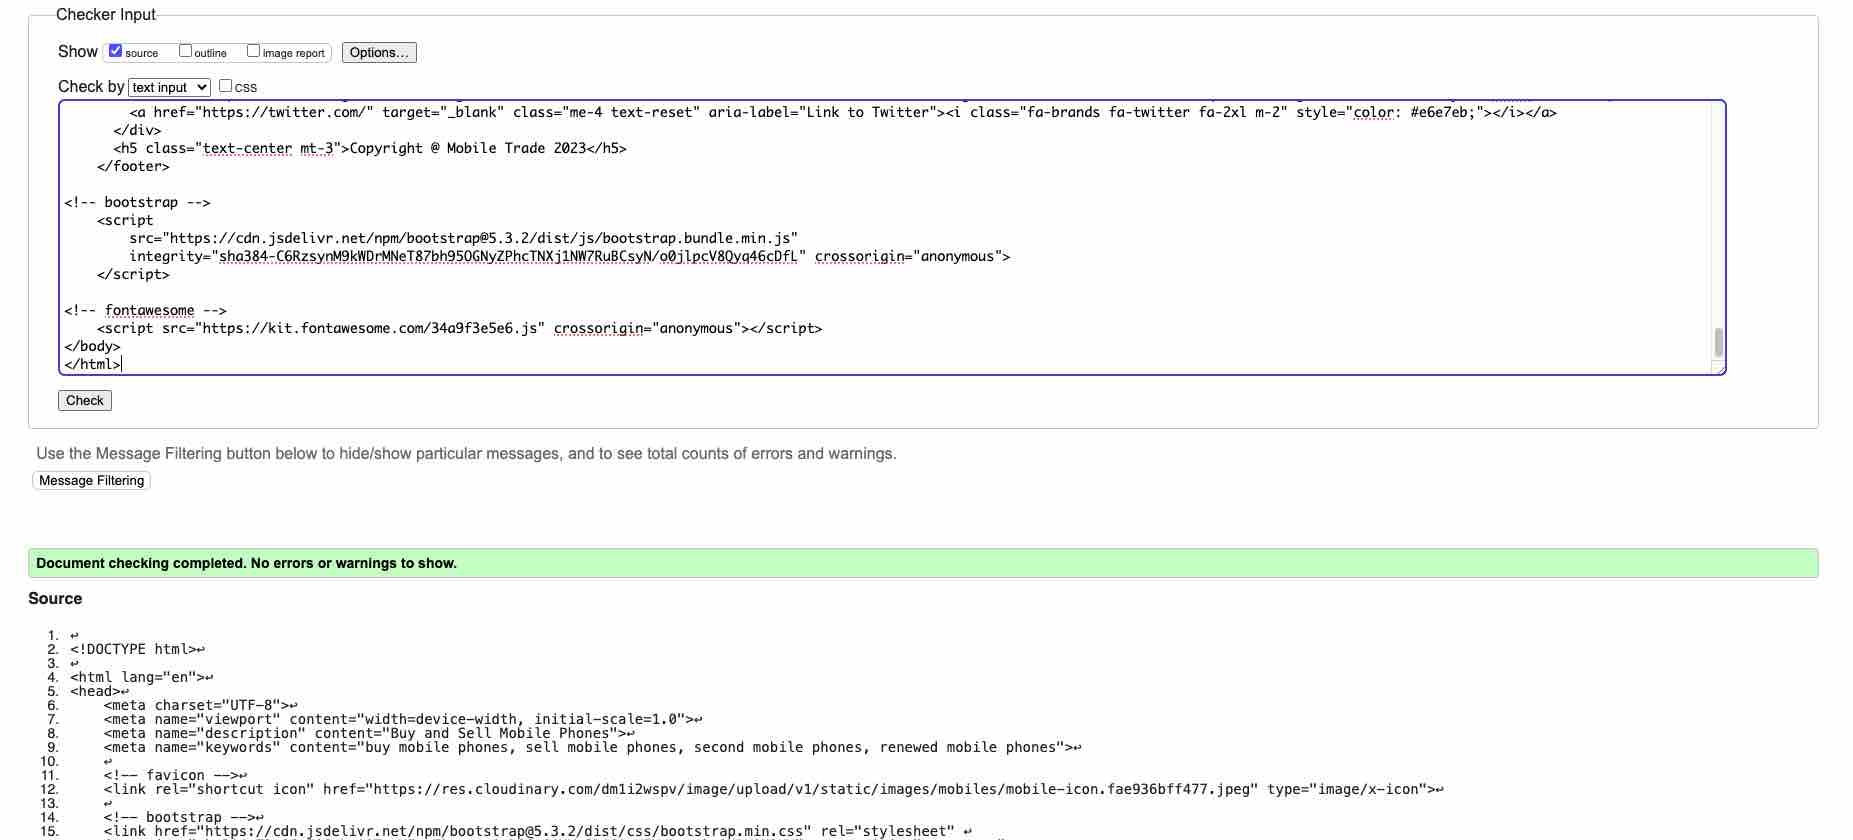 Checker Input
Show source outline image report Options...
Check by text input CSS
<a href="https://twitter.com/" target="_blank" class="me-4 text-reset" aria-label="Link to Twitter"><i class="fa-brands fa-twitter fa-2xl m-2" style="color: #e6e7eb;"></i></a>
</div>
<h5 class="text-center mt-3">Copyright @ Mobile Trade 2023</h5>
</footer>
<!-- bootstrap -->
<script
src="https://cdn.jsdelivr.net/npm/bootstrap@5.3.2/dist/js/bootstrap.bundle.min.js"
integrity="sha384-C6RzsynM9kWDrMNeT87bh95OGNyZPhcTNXj1NW7RuBCsyN/o0jlpcV8Qyq46cDfL" crossorigin="anonymous">
</script>
<!-- fontawesome -->
<script src="https://kit.fontawesome.com/34a9f3e5e6.js" crossorigin="anonymous"></script>
</body>
</html>
Check
Use the Message Filtering button below to hide/show particular messages, and to see total counts of errors and warnings.
Message Filtering
Document checking completed. No errors or warnings to show.
Source
1. ↩
2. <!DOCTYPE html>↩
3. ↩
4. <html lang="en">↩
5. <head>↩
6. <meta charset="UTF-8">↩
7. <meta name="viewport" content="width=device-width, initial-scale=1.0">↩
8. <meta name="description" content="Buy and Sell Mobile Phones">↩
9. <meta name="keywords" content="buy mobile phones, sell mobile phones, second mobile phones, renewed mobile phones">↩
10. ↩
11. <!-- favicon -->↩
12. <link rel="shortcut icon" href="https://res.cloudinary.com/dm1i2wspv/image/upload/v1/static/images/mobiles/mobile-icon.fae936bff477.jpeg" type="image/x-icon">↩
13. ↩
14. <!-- bootstrap -->↩
15. <link href="https://cdn.jsdelivr.net/npm/bootstrap@5.3.2/dist/css/bootstrap.min.css" rel="stylesheet" ↩